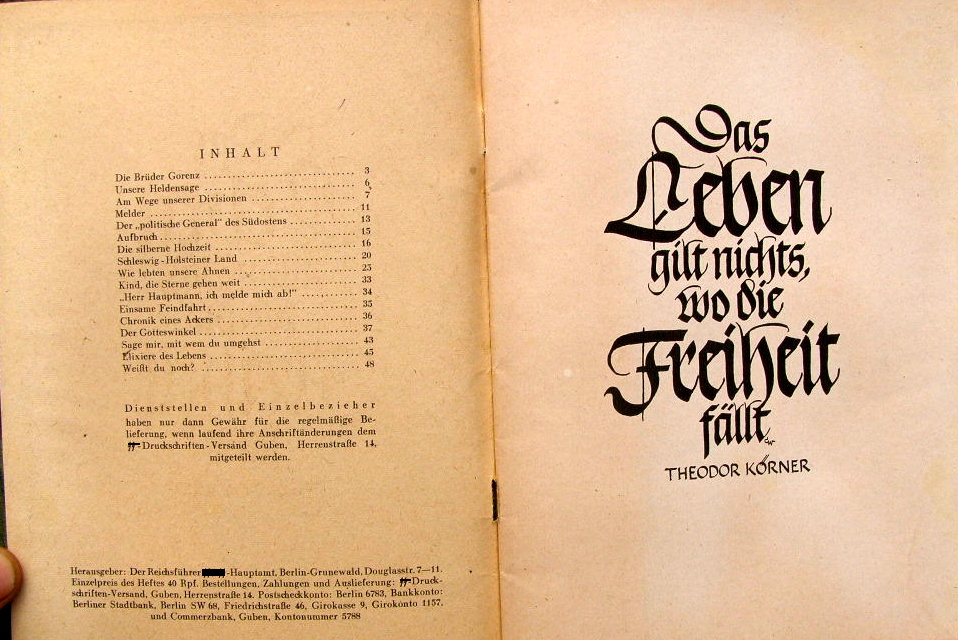 INHALT
Die Brüder Gorenz 3
Unsere Heldensage 6
Am Wege unserer Divisionen 7
Melder 11
Der „politische General" des Südostens 13
Aufbruch 15
Die silberne Hochzeit 16
Schleswig-Holsteiner Land 20
Wie lebten unsere Ahnen 25
Kind, die Sterne gehen weit 33
„Herr Hauptmann, ich melde mich ab!" 34
Einsame Feindfahrt 35
Chronik eines Ackers 36
Der Gotteswinkel 37
Sage mir, mit wem du umgehst 43
Elixiere des Lebens 45
Weißt du noch? 48
Dienststellen und Einzelbezieher
haben nur dann Gewähr für die regelmäßige Be-
lieferung, wenn laufend ihre Anschriftänderungen dem
-Druckschriften-Versand Guben, Herrenstraße 14,
mitgeteilt werden.
Herausgeber: Der Reichsführer -Hauptamt, Berlin-Grunewald, Douglasstr. 7—11.
Einzelpreis des Heftes 40 Rpf. Bestellungen, Zahlungen und Auslieferung: -Druck-
schriften-Versand, Guben, Herrenstraße 14. Postscheckkonto: Berlin 6783, Bankkonto:
Berliner Stadtbank, Berlin SW 68, Friedrichstraße 46, Girokasse 9, Girokonto 1157,
und Commerzbank, Guben, Kontonummer 5788
Das
Leben
gilt nichts,
wo die
Freiheit
fällt
THEODOR KÖRNER